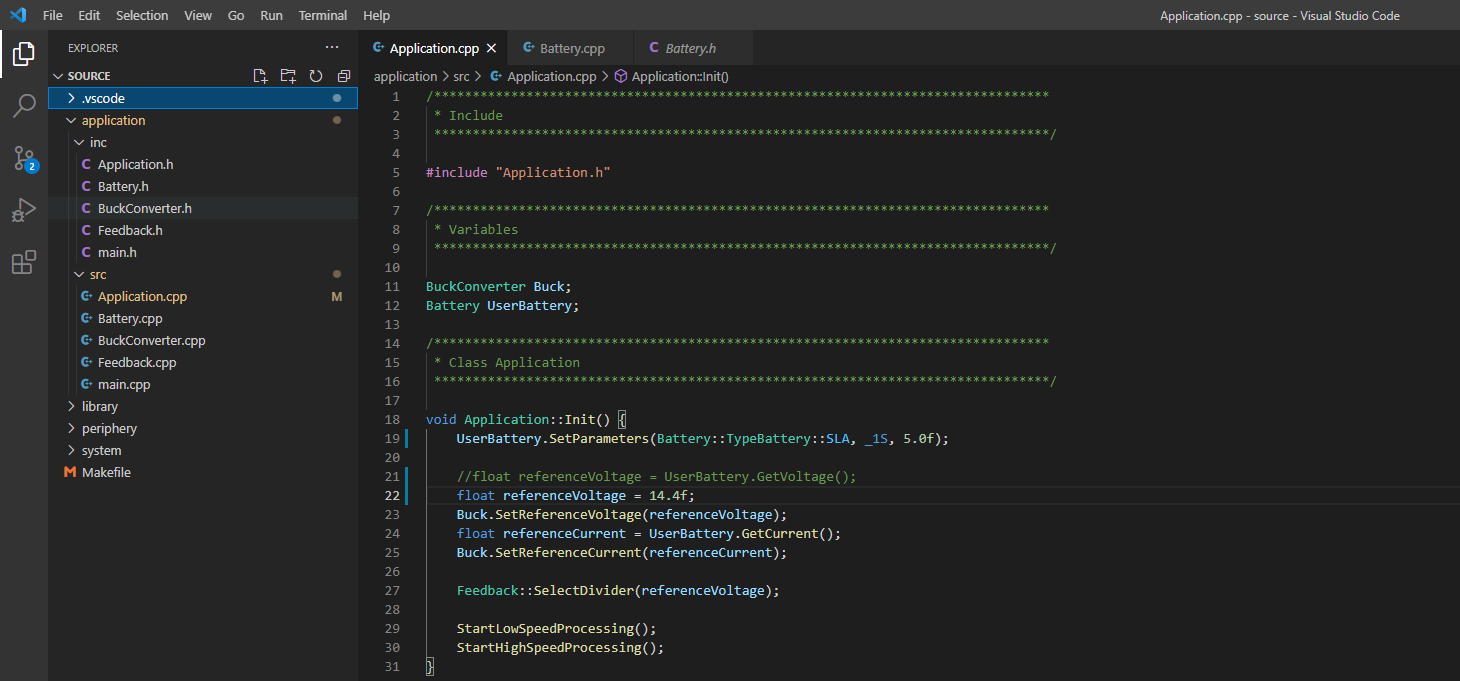 File Edit Selection View Go Run Terminal Help
Application.cpp - source - Visual Studio Code
EXPLORER
SOURCE
.vscode
application
inc
C Application.h
C Battery.h
C BuckConverter.h
C Feedback.h
C main.h
src
C+ Application.cpp M
C+ Battery.cpp
C+ BuckConverter.cpp
C+ Feedback.cpp
C+ main.cpp
library
periphery
system
M Makefile
2
C+ Application.cpp
C+ Battery.cpp
C Battery.h
application > src > C+ Application.cpp > Application::Init()
1 /********************************************************************************
2 * Include
3 ********************************************************************************/
4
5 #include "Application.h"
6
7 /********************************************************************************
8 * Variables
9 ********************************************************************************/
10
11 BuckConverter Buck;
12 Battery UserBattery;
13
14 /********************************************************************************
15 * Class Application
16 ********************************************************************************/
17
18 void Application::Init() {
19 UserBattery.SetParameters(Battery::TypeBattery::SLA, _1S, 5.0f);
20
21 //float referenceVoltage = UserBattery.GetVoltage();
22 float referenceVoltage = 14.4f;
23 Buck.SetReferenceVoltage(referenceVoltage);
24 float referenceCurrent = UserBattery.GetCurrent();
25 Buck.SetReferenceCurrent(referenceCurrent);
26
27 Feedback::SelectDivider(referenceVoltage);
28
29 StartLowSpeedProcessing();
30 StartHighSpeedProcessing();
31 }